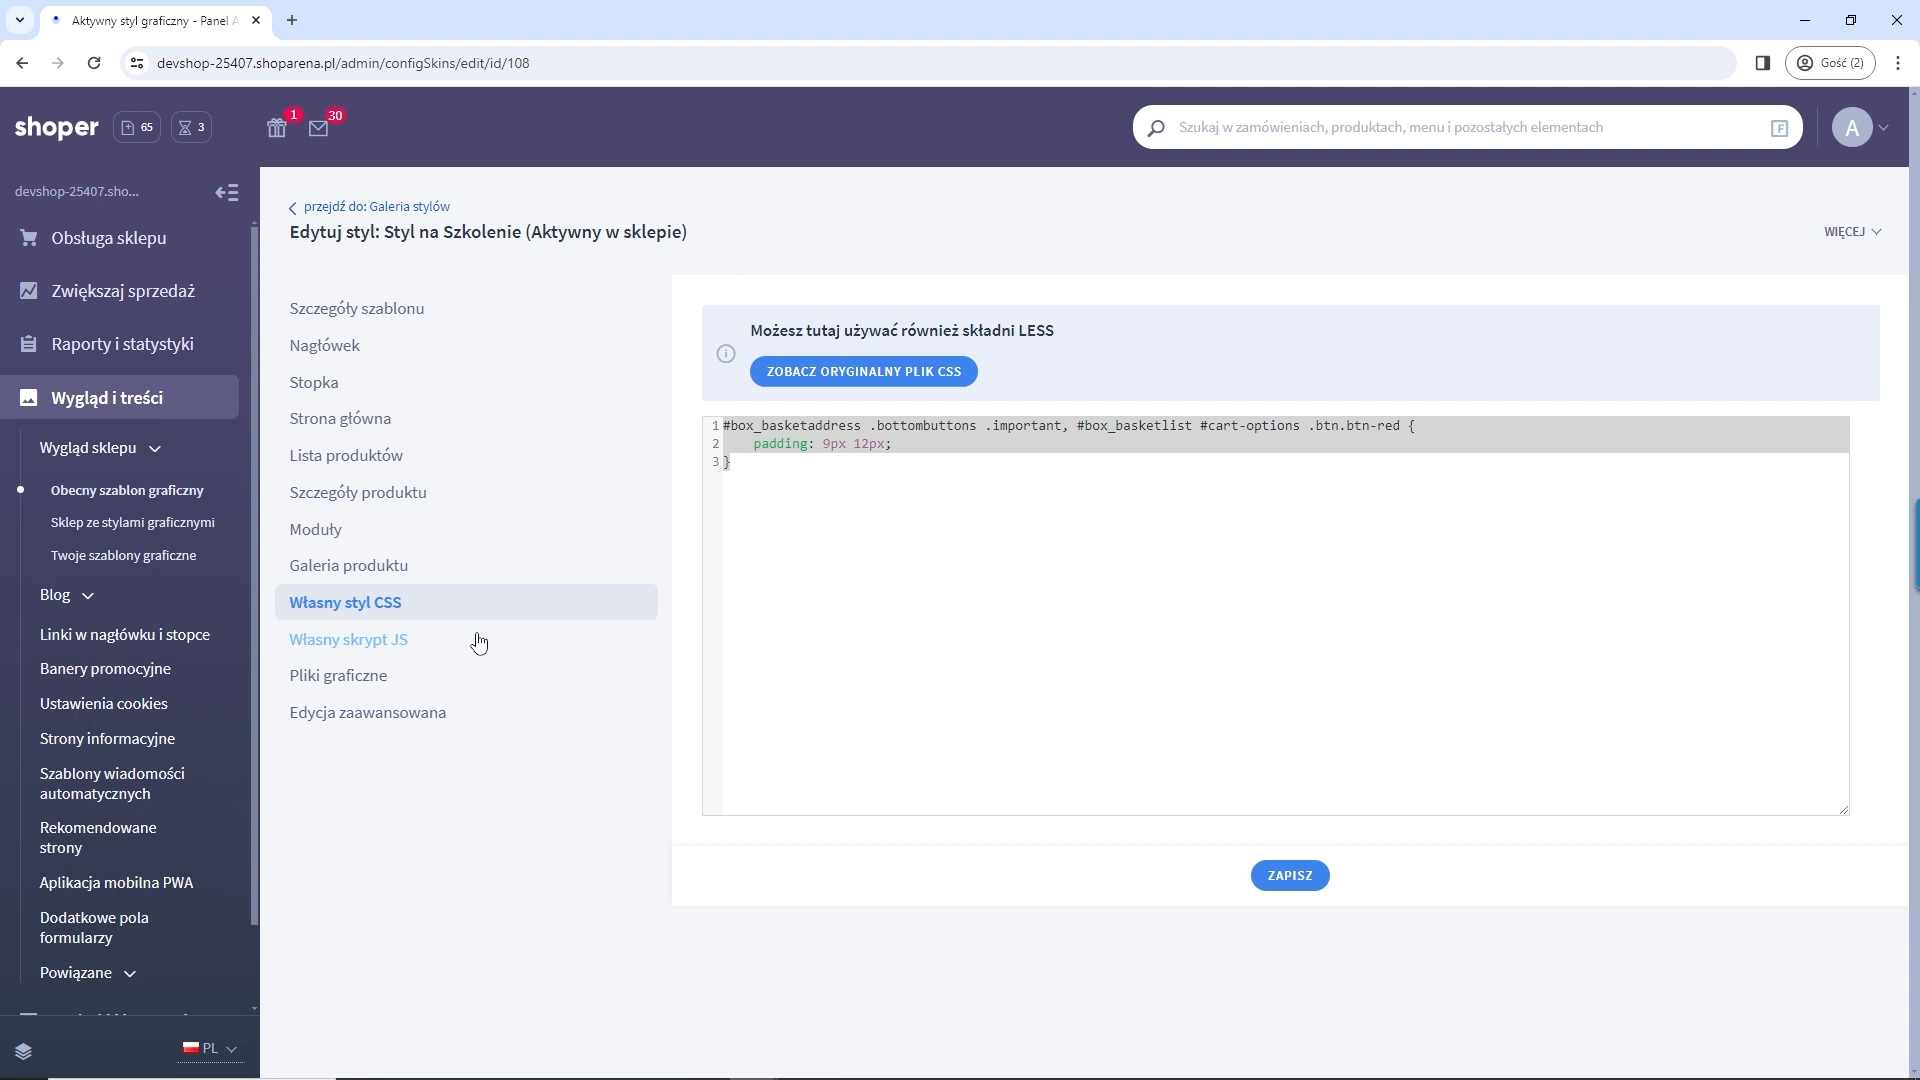 Aktywny styl graficzny - Panel A
devshop-25407.shoparena.pl/admin/configSkins/edit/id/108
Gość (2)
shoper
65
3
1
30
Szukaj w zamówieniach, produktach, menu i pozostałych elementach
F
A
devshop-25407.sho...
Obsługa sklepu
Zwiększaj sprzedaż
Raporty i statystyki
Wygląd i treści
Wygląd sklepu
Obecny szablon graficzny
Sklep ze stylami graficznymi
Twoje szablony graficzne
Blog
Linki w nagłówku i stopce
Banery promocyjne
Ustawienia cookies
Strony informacyjne
Szablony wiadomości
automatycznych
Rekomendowane
strony
Aplikacja mobilna PWA
Dodatkowe pola
formularzy
Powiązane
PL
przejdź do: Galeria stylów
Edytuj styl: Styl na Szkolenie (Aktywny w sklepie)
WIĘCEJ
Szczegóły szablonu
Nagłówek
Stopka
Strona główna
Lista produktów
Szczegóły produktu
Moduły
Galeria produktu
Własny styl CSS
Własny skrypt JS
Pliki graficzne
Edycja zaawansowana
Możesz tutaj używać również składni LESS
ZOBACZ ORYGINALNY PLIK CSS
1 #box_basketaddress .bottombuttons .important, #box_basketlist #cart-options .btn.btn-red {
2     padding: 9px 12px;
3 }
ZAPISZ